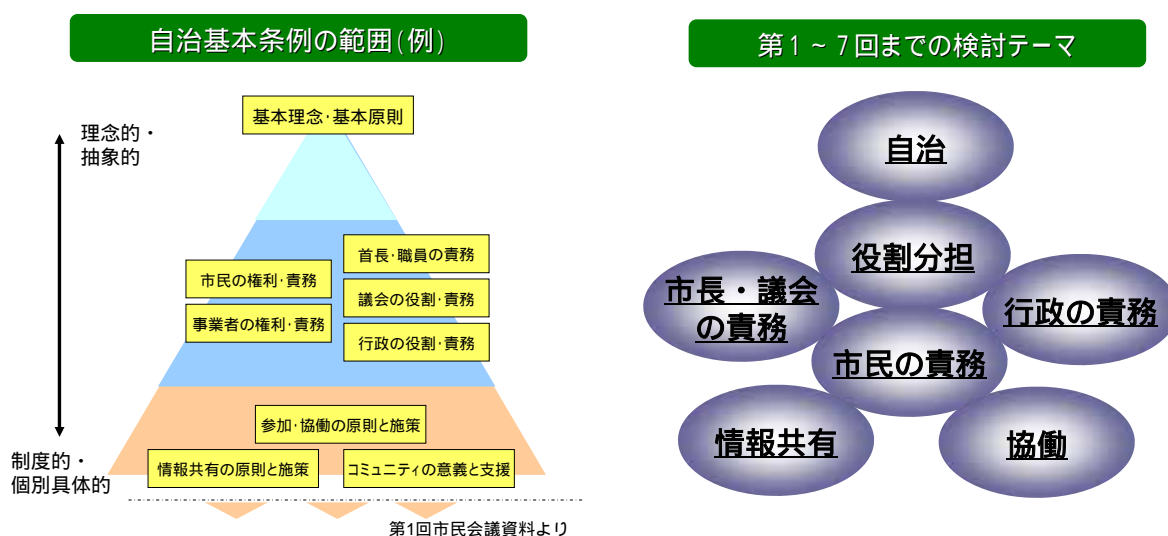 自治基本条例の範囲(例)
理念的・
抽象的
基本理念・基本原則
市民の権利・責務
事業者の権利・責務
首長・職員の責務
議会の役割・責務
行政の役割・責務
参加・協働の原則と施策
情報共有の原則と施策
コミュニティの意義と支援
制度的・
個別具体的
第1回市民会議資料より
第1~7回までの検討テーマ
自治
役割分担
市長・議会
の責務
行政の責務
市民の責務
情報共有
協働